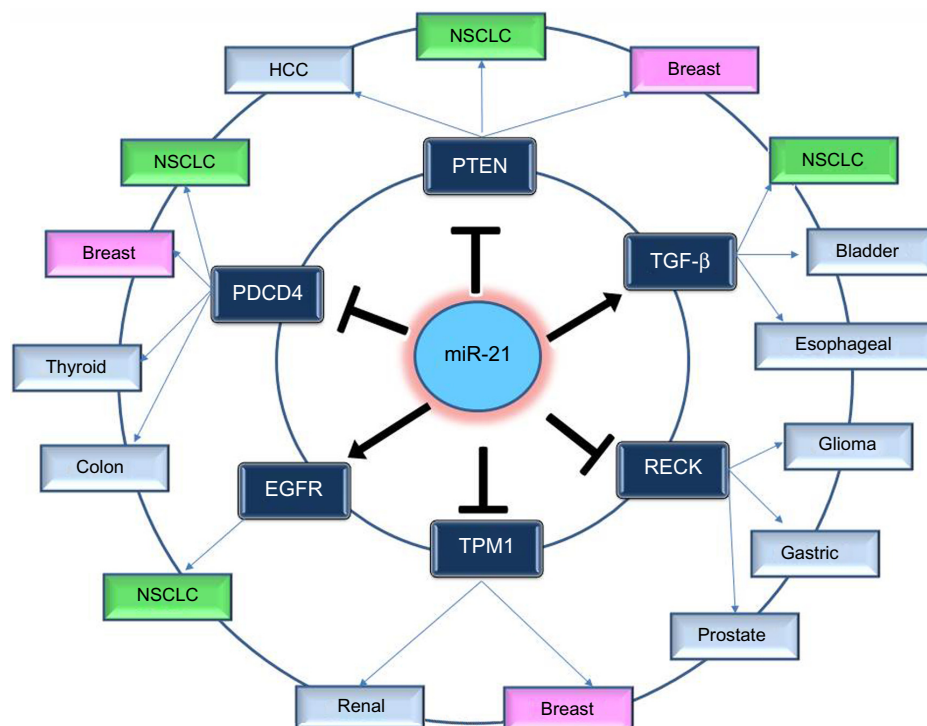 NSCLC
HCC
Breast
NSCLC
PTEN
NSCLC
Breast
TGF-β
Bladder
PDCD4
miR-21
Esophageal
Thyroid
Glioma
Colon
RECK
EGFR
TPM1
Gastric
NSCLC
Prostate
Renal
Breast